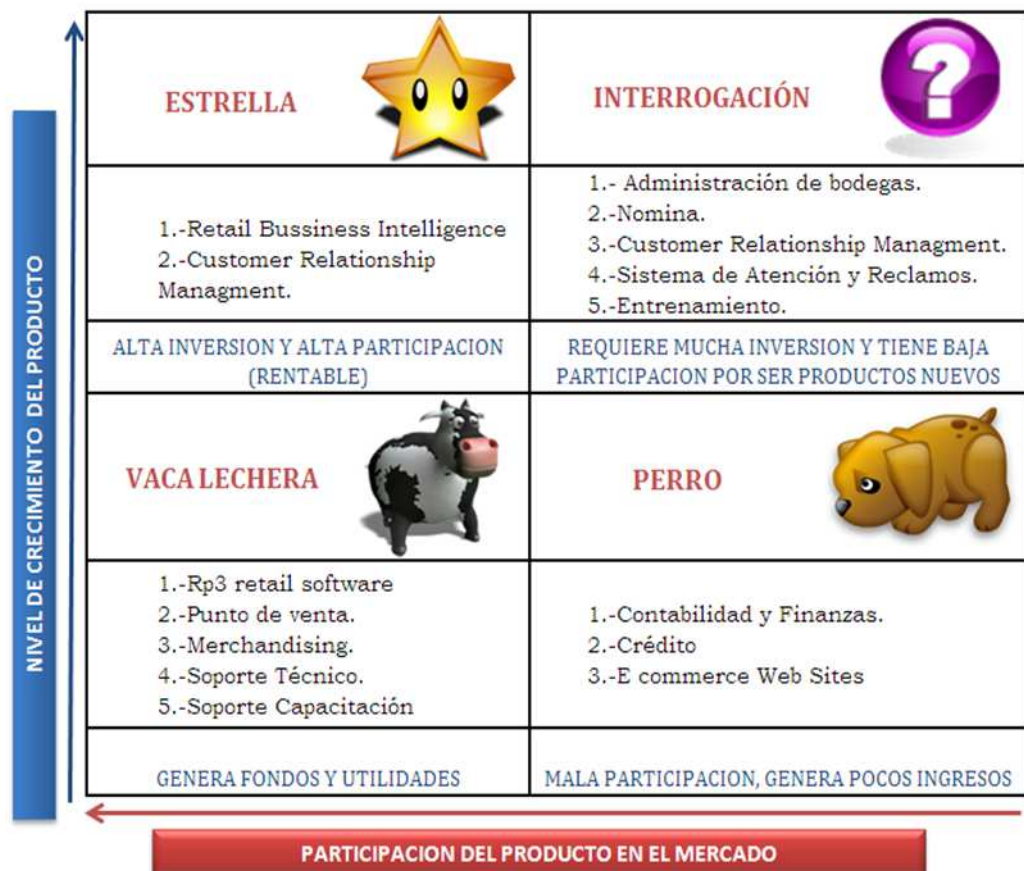 NIVEL DE CRECIMIENTO DEL PRODUCTO
ESTRELLA
INTERROGACIÓN
?
1.-Retail Bussiness Intelligence
2.-Customer Relationship
Managment.
1.- Administración de bodegas.
2.-Nomina.
3.-Customer Relationship Managment.
4.-Sistema de Atención y Reclamos.
5.-Entrenamiento.
ALTA INVERSION Y ALTA PARTICIPACION
(RENTABLE)
REQUIERE MUCHA INVERSION Y TIENE BAJA
PARTICIPACION POR SER PRODUCTOS NUEVOS
VACA LECHERA
PERRO
1.-Rp3 retail software
2.-Punto de venta.
3.-Merchandising.
4.-Soporte Técnico.
5.-Soporte Capacitación
1.-Contabilidad y Finanzas.
2.-Crédito
3.-E commerce Web Sites
GENERA FONDOS Y UTILIDADES
MALA PARTICIPACION, GENERA POCOS INGRESOS
PARTICIPACION DEL PRODUCTO EN EL MERCADO